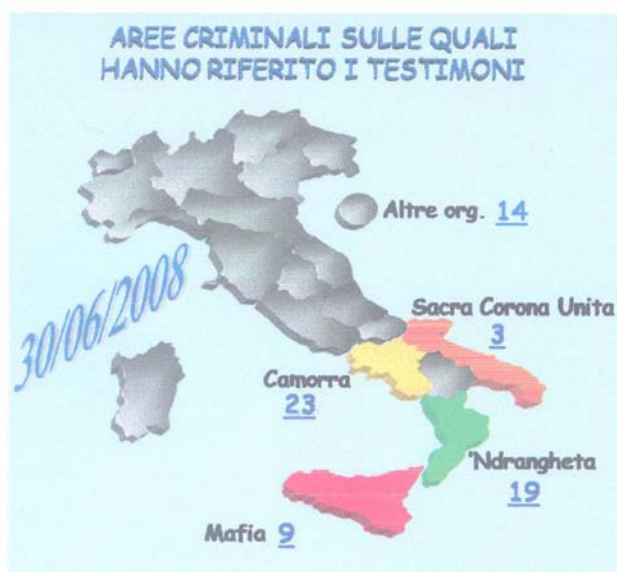 AREE CRIMINALI SULLE QUALI
HANNO RIFERITO I TESTIMONI
Altre org. 14
30/06/2008
Sacra Corona Unita
3
Camorra
23
'Ndrangheta
19
Mafia 9